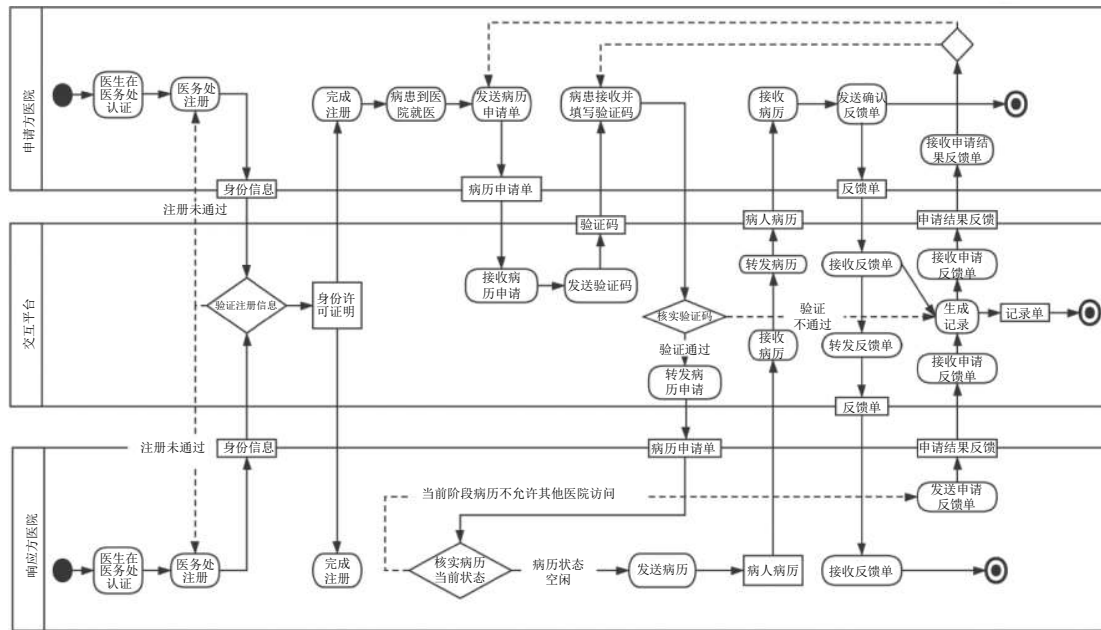 申请方医院
医生在
医务处
认证
医务处
注册
完成
注册
病患到医
院就医
发送病历
申请单
病患接收并
填写验证码
接收
病历
发送确认
反馈单
接收申请结
果反馈单
身份信息
病历申请单
反馈单
注册未通过
验证码
病人病历
申请结果反馈
交互平台
接收病
历申请
发送验证码
转发病历
接收反馈单
接收申请
反馈单
验证注册信息
身份许
可证明
核实验证码
验证
不通过
生成
记录
记录单
验证通过
接收
病历
转发反馈单
转发病
历申请
接收申请
反馈单
反馈单
注册未通过
身份信息
病历申请单
申请结果反馈
响应方医院
当前阶段病历不允许其他医院访问
发送申请
反馈单
医生在
医务处
认证
医务处
注册
完成
注册
核实病历
当前状态
病历状态
空闲
发送病历
病人病历
接收反馈单